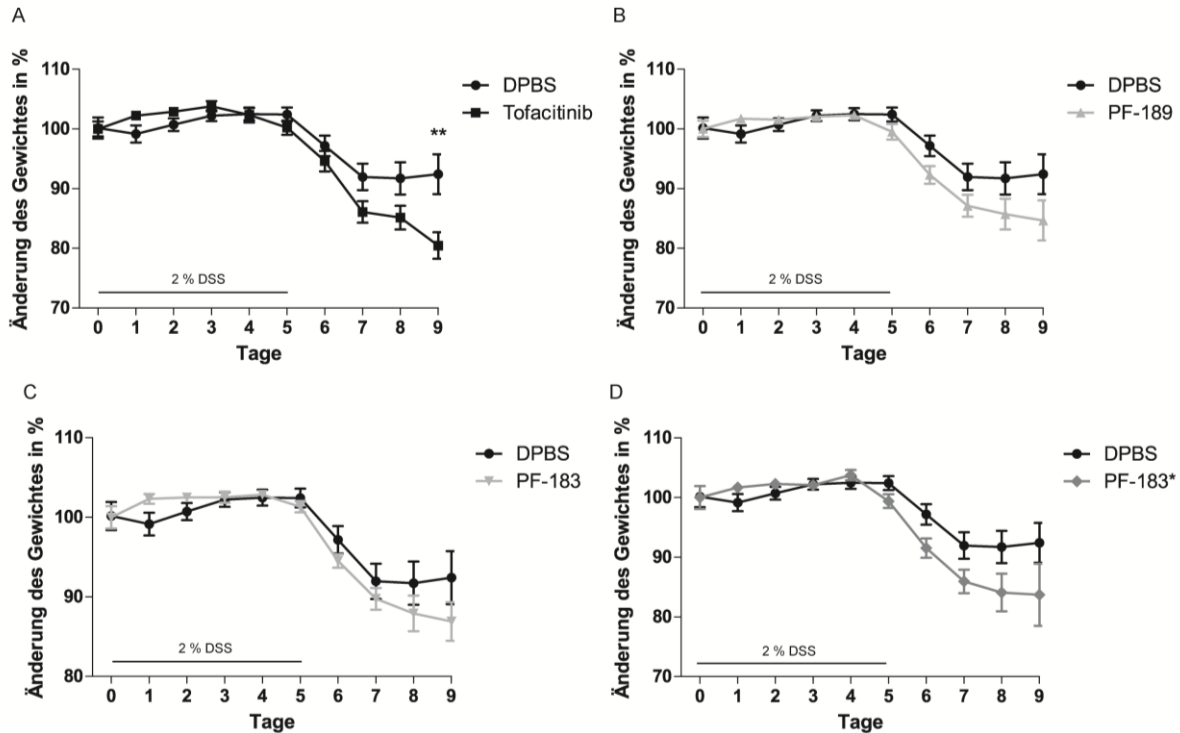 A
Änderung des Gewichtes in %
110
100
90
80
70
DPBS
Tofacitinib
**
2 % DSS
0 1 2 3 4 5 6 7 8 9
Tage
B
Änderung des Gewichtes in %
110
100
90
80
70
DPBS
PF-189
2 % DSS
0 1 2 3 4 5 6 7 8 9
Tage
C
Änderung des Gewichtes in %
110
100
90
80
DPBS
PF-183
2 % DSS
0 1 2 3 4 5 6 7 8 9
Tage
D
Änderung des Gewichtes in %
110
100
90
80
70
DPBS
PF-183*
2 % DSS
0 1 2 3 4 5 6 7 8 9
Tage